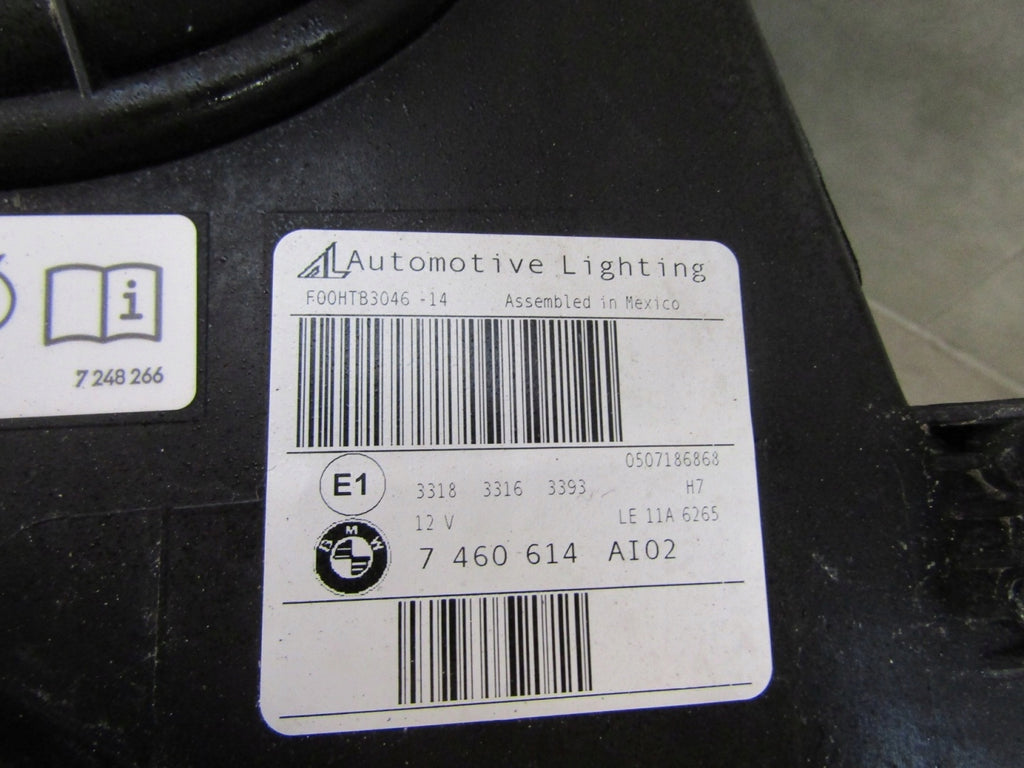 AL Automotive Lighting
F00HTB3046 -14 Assembled in Mexico
i
7 248 266
0507186868
E1
3318 3316 3393 H7
12 V LE 11A 6265
BMW
7 460 614 AI02